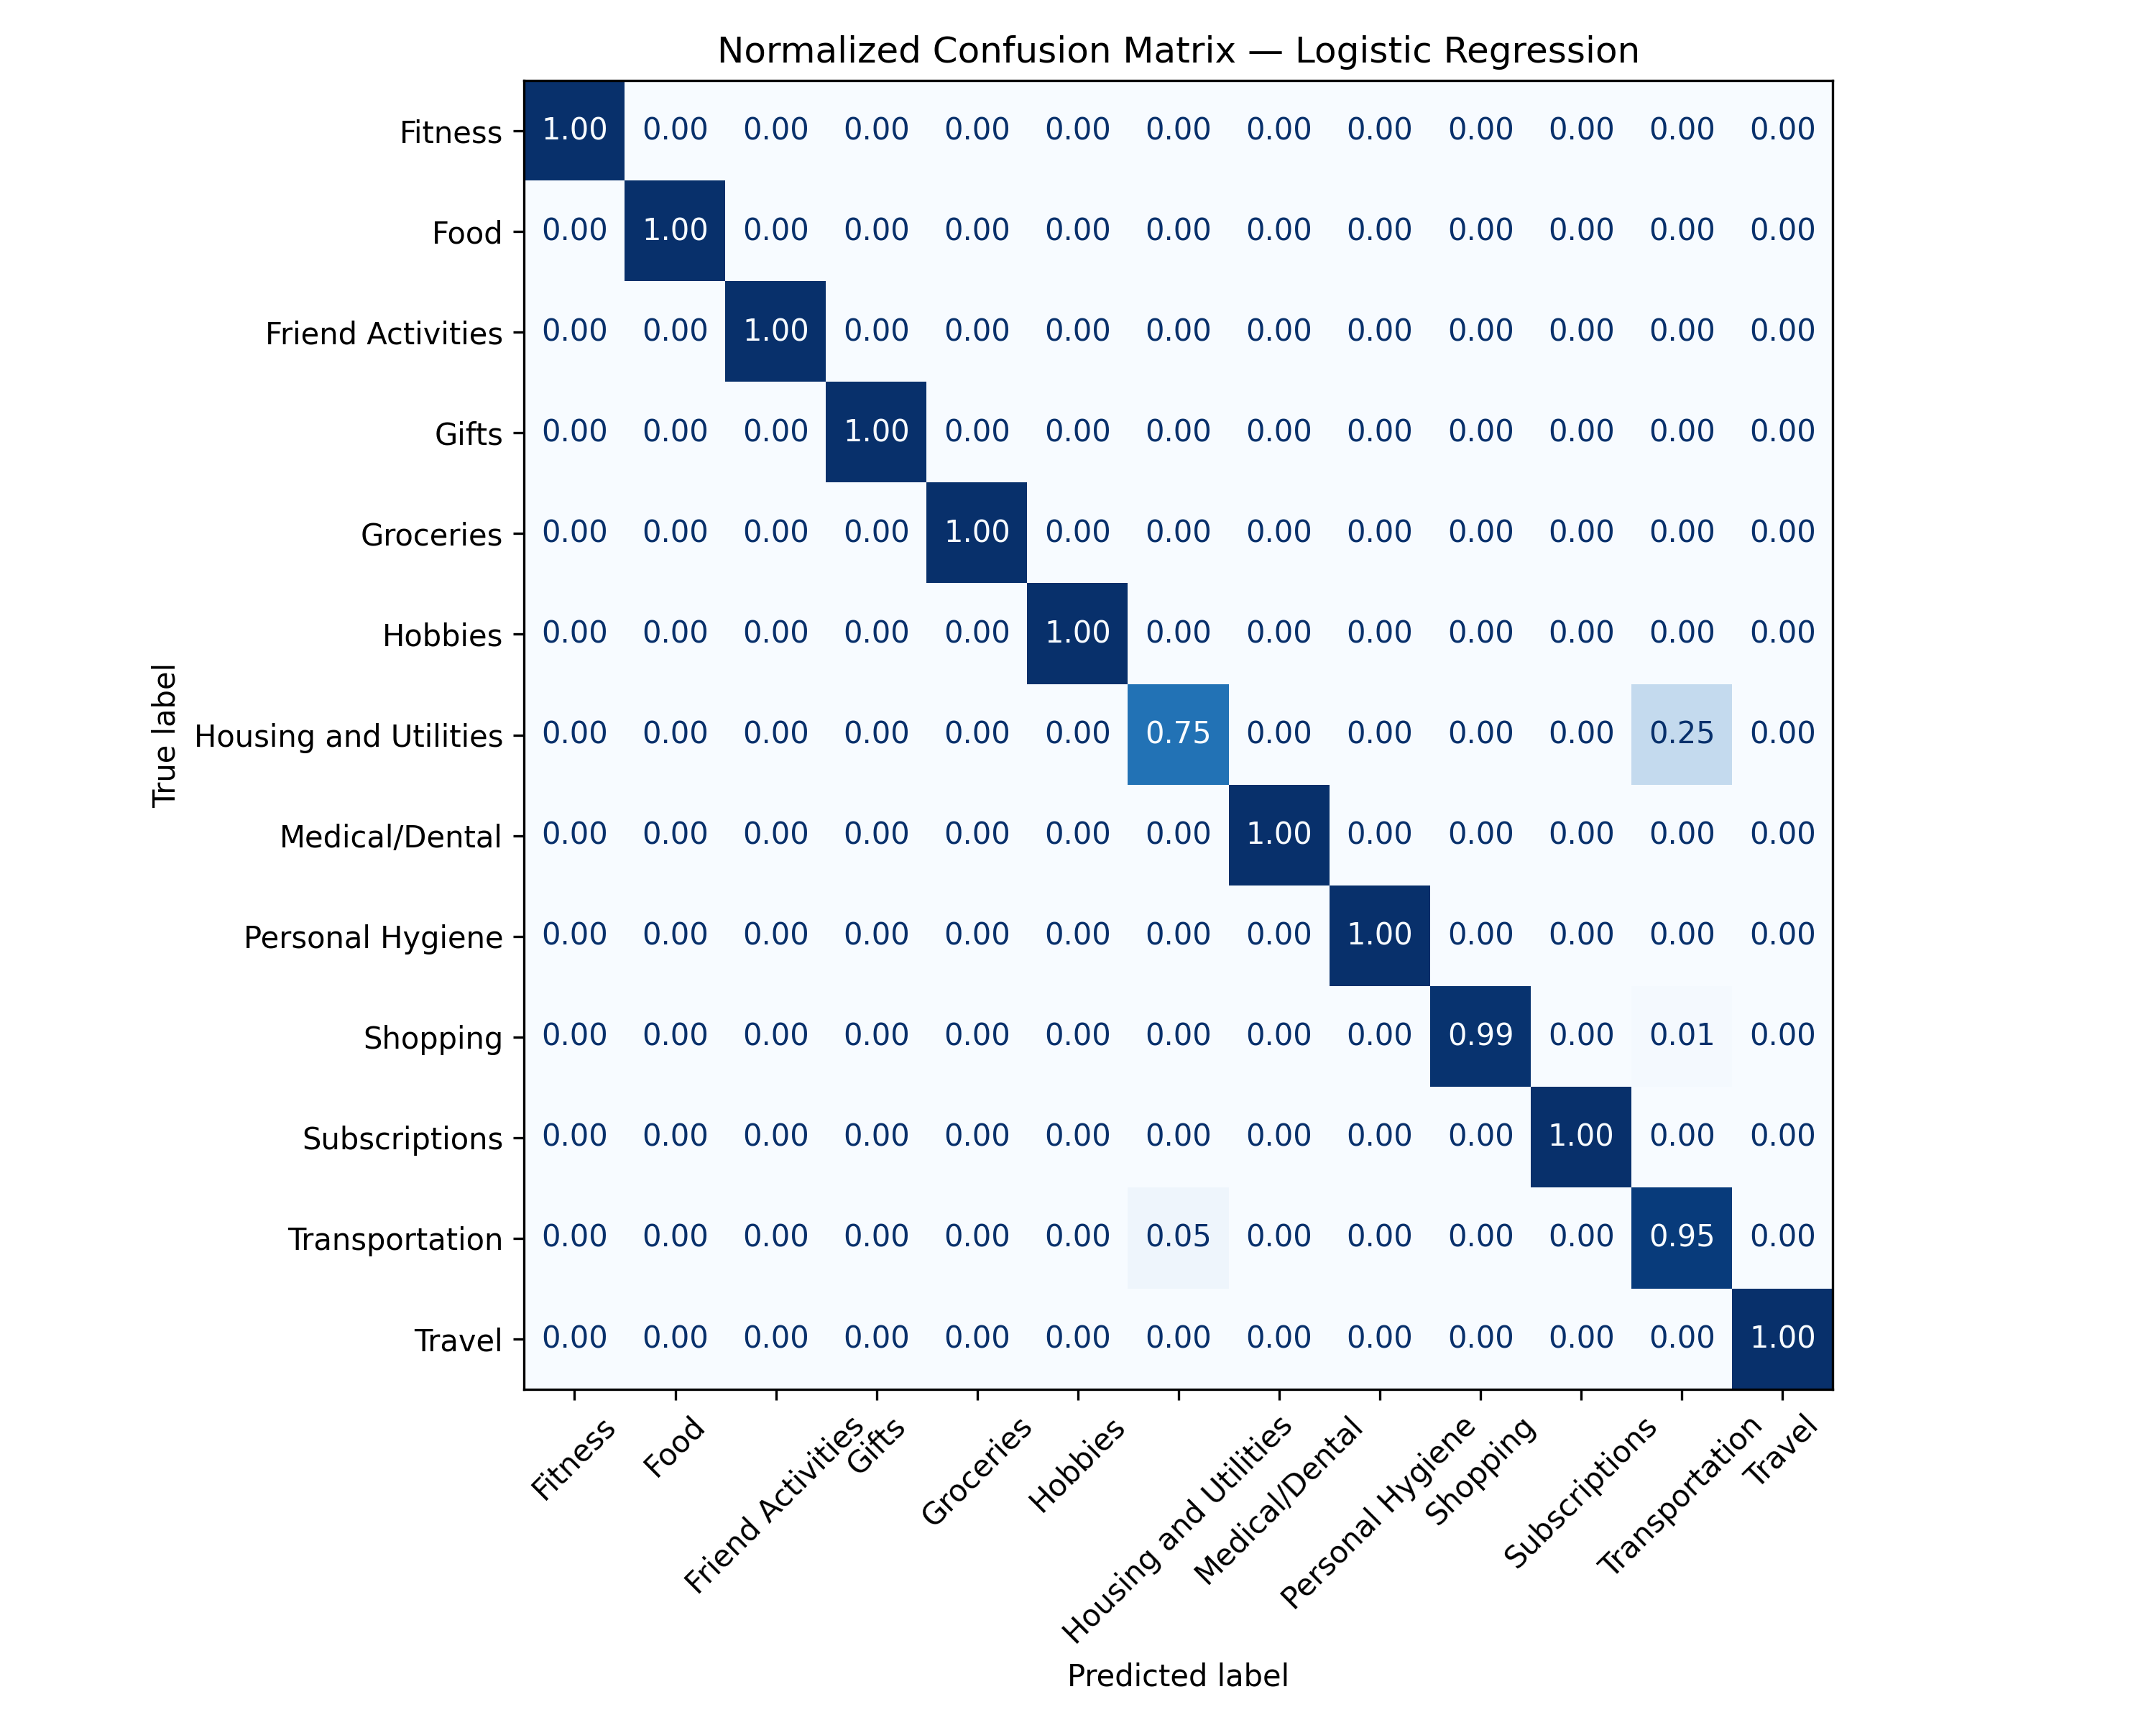 Normalized Confusion Matrix — Logistic Regression
True label
Fitness 1.00 0.00 0.00 0.00 0.00 0.00 0.00 0.00 0.00 0.00 0.00 0.00 0.00
Food 0.00 1.00 0.00 0.00 0.00 0.00 0.00 0.00 0.00 0.00 0.00 0.00 0.00
Friend Activities 0.00 0.00 1.00 0.00 0.00 0.00 0.00 0.00 0.00 0.00 0.00 0.00 0.00
Gifts 0.00 0.00 0.00 1.00 0.00 0.00 0.00 0.00 0.00 0.00 0.00 0.00 0.00
Groceries 0.00 0.00 0.00 0.00 1.00 0.00 0.00 0.00 0.00 0.00 0.00 0.00 0.00
Hobbies 0.00 0.00 0.00 0.00 0.00 1.00 0.00 0.00 0.00 0.00 0.00 0.00 0.00
Housing and Utilities 0.00 0.00 0.00 0.00 0.00 0.00 0.75 0.00 0.00 0.00 0.00 0.25 0.00
Medical/Dental 0.00 0.00 0.00 0.00 0.00 0.00 0.00 1.00 0.00 0.00 0.00 0.00 0.00
Personal Hygiene 0.00 0.00 0.00 0.00 0.00 0.00 0.00 0.00 1.00 0.00 0.00 0.00 0.00
Shopping 0.00 0.00 0.00 0.00 0.00 0.00 0.00 0.00 0.00 0.99 0.00 0.01 0.00
Subscriptions 0.00 0.00 0.00 0.00 0.00 0.00 0.00 0.00 0.00 0.00 1.00 0.00 0.00
Transportation 0.00 0.00 0.00 0.00 0.00 0.00 0.05 0.00 0.00 0.00 0.00 0.95 0.00
Travel 0.00 0.00 0.00 0.00 0.00 0.00 0.00 0.00 0.00 0.00 0.00 0.00 1.00
Fitness
Food
Friend Activities
Gifts
Groceries
Hobbies
Housing and Utilities
Medical/Dental
Personal Hygiene
Shopping
Subscriptions
Transportation
Travel
Predicted label